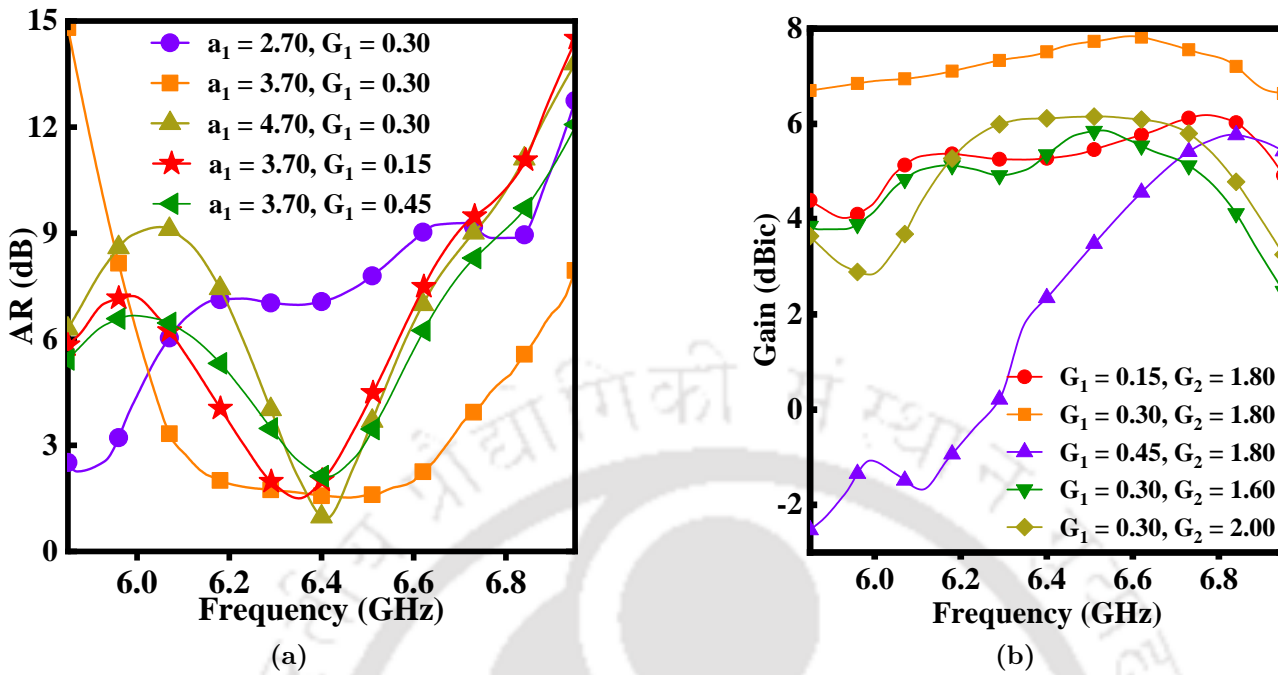 15
12
9
6
3
0
AR (dB)
a₁ = 2.70, G₁ = 0.30
a₁ = 3.70, G₁ = 0.30
a₁ = 4.70, G₁ = 0.30
a₁ = 3.70, G₁ = 0.15
a₁ = 3.70, G₁ = 0.45
6.0 6.2 6.4 6.6 6.8
Frequency (GHz)
(a)
8
6
4
2
0
-2
Gain (dBic)
G₁ = 0.15, G₂ = 1.80
G₁ = 0.30, G₂ = 1.80
G₁ = 0.45, G₂ = 1.80
G₁ = 0.30, G₂ = 1.60
G₁ = 0.30, G₂ = 2.00
6.0 6.2 6.4 6.6 6.8
Frequency (GHz)
(b)